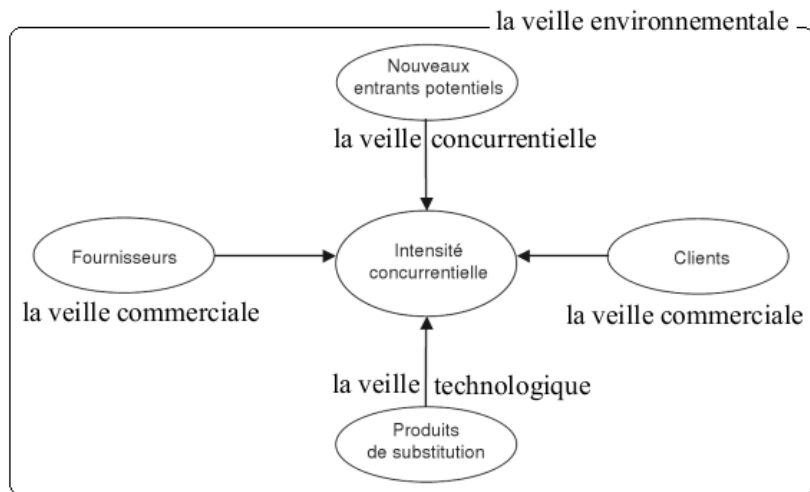 la veille environnementale
Nouveaux
entrants potentiels
la veille concurrentielle
Fournisseurs
Intensité
concurrentielle
Clients
la veille commerciale
la veille commerciale
la veille technologique
Produits
de substitution